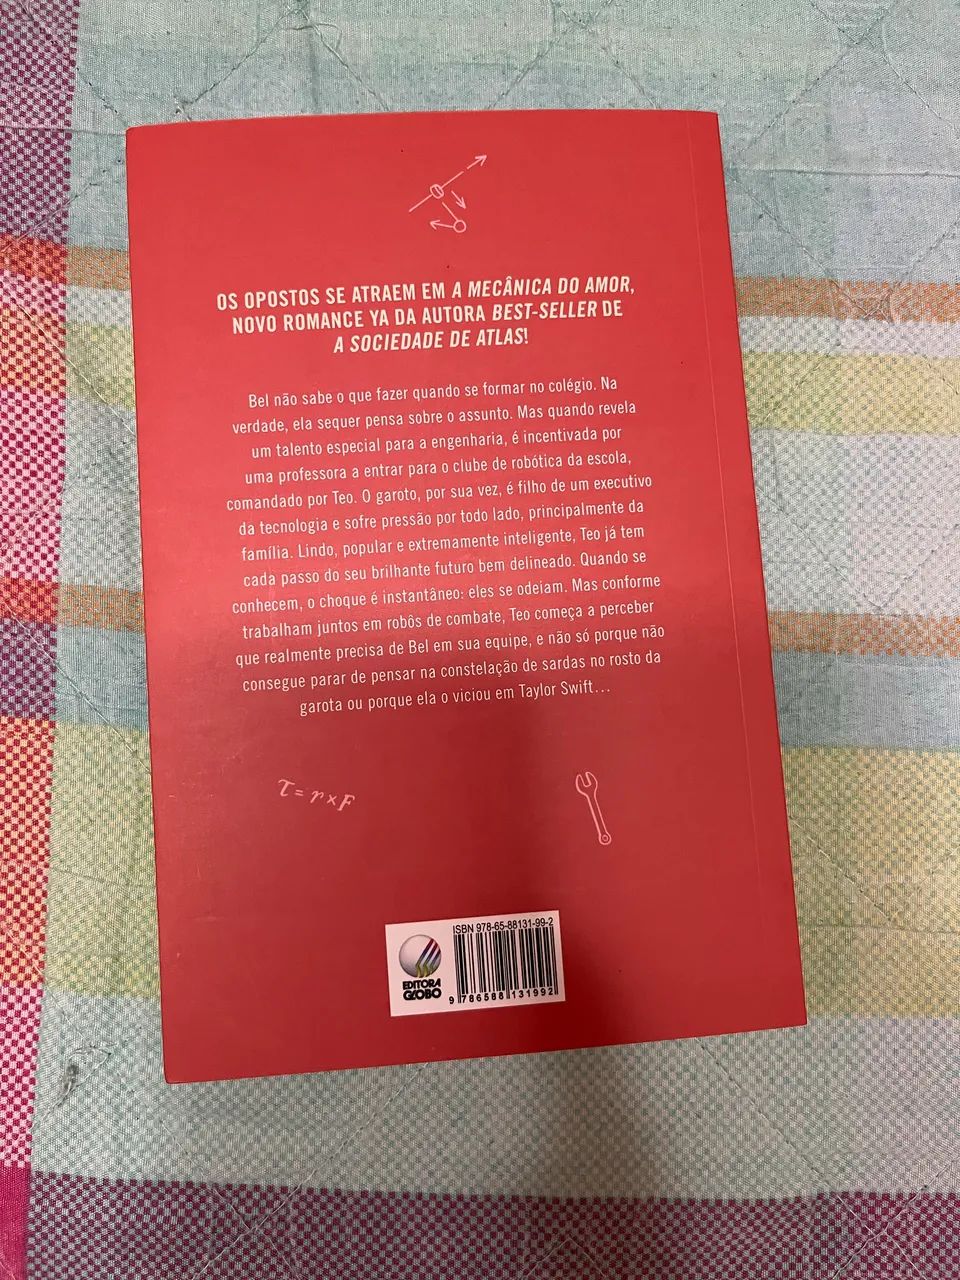 OS OPOSTOS SE ATRAEM EM A MECÂNICA DO AMOR,
NOVO ROMANCE YA DA AUTORA BEST-SELLER DE
A SOCIEDADE DE ATLAS!
Bel não sabe o que fazer quando se formar no colégio. Na
verdade, ela sequer pensa sobre o assunto. Mas quando revela
um talento especial para a engenharia, é incentivada por
uma professora a entrar para o clube de robótica da escola,
comandado por Teo. O garoto, por sua vez, é filho de um executivo
da tecnologia e sofre pressão por todo lado, principalmente da
família. Lindo, popular e extremamente inteligente, Teo já tem
cada passo do seu brilhante futuro bem delineado. Quando se
conhecem, o choque é instantâneo: eles se odeiam. Mas conforme
trabalham juntos em robôs de combate, Teo começa a perceber
que realmente precisa de Bel em sua equipe, e não só porque não
consegue parar de pensar na constelação de sardas no rosto da
garota ou porque ela o viciou em Taylor Swift...
τ = r × F
ISBN 978-65-88131-99-2
EDITORA
GLOBO
9 786588 131992